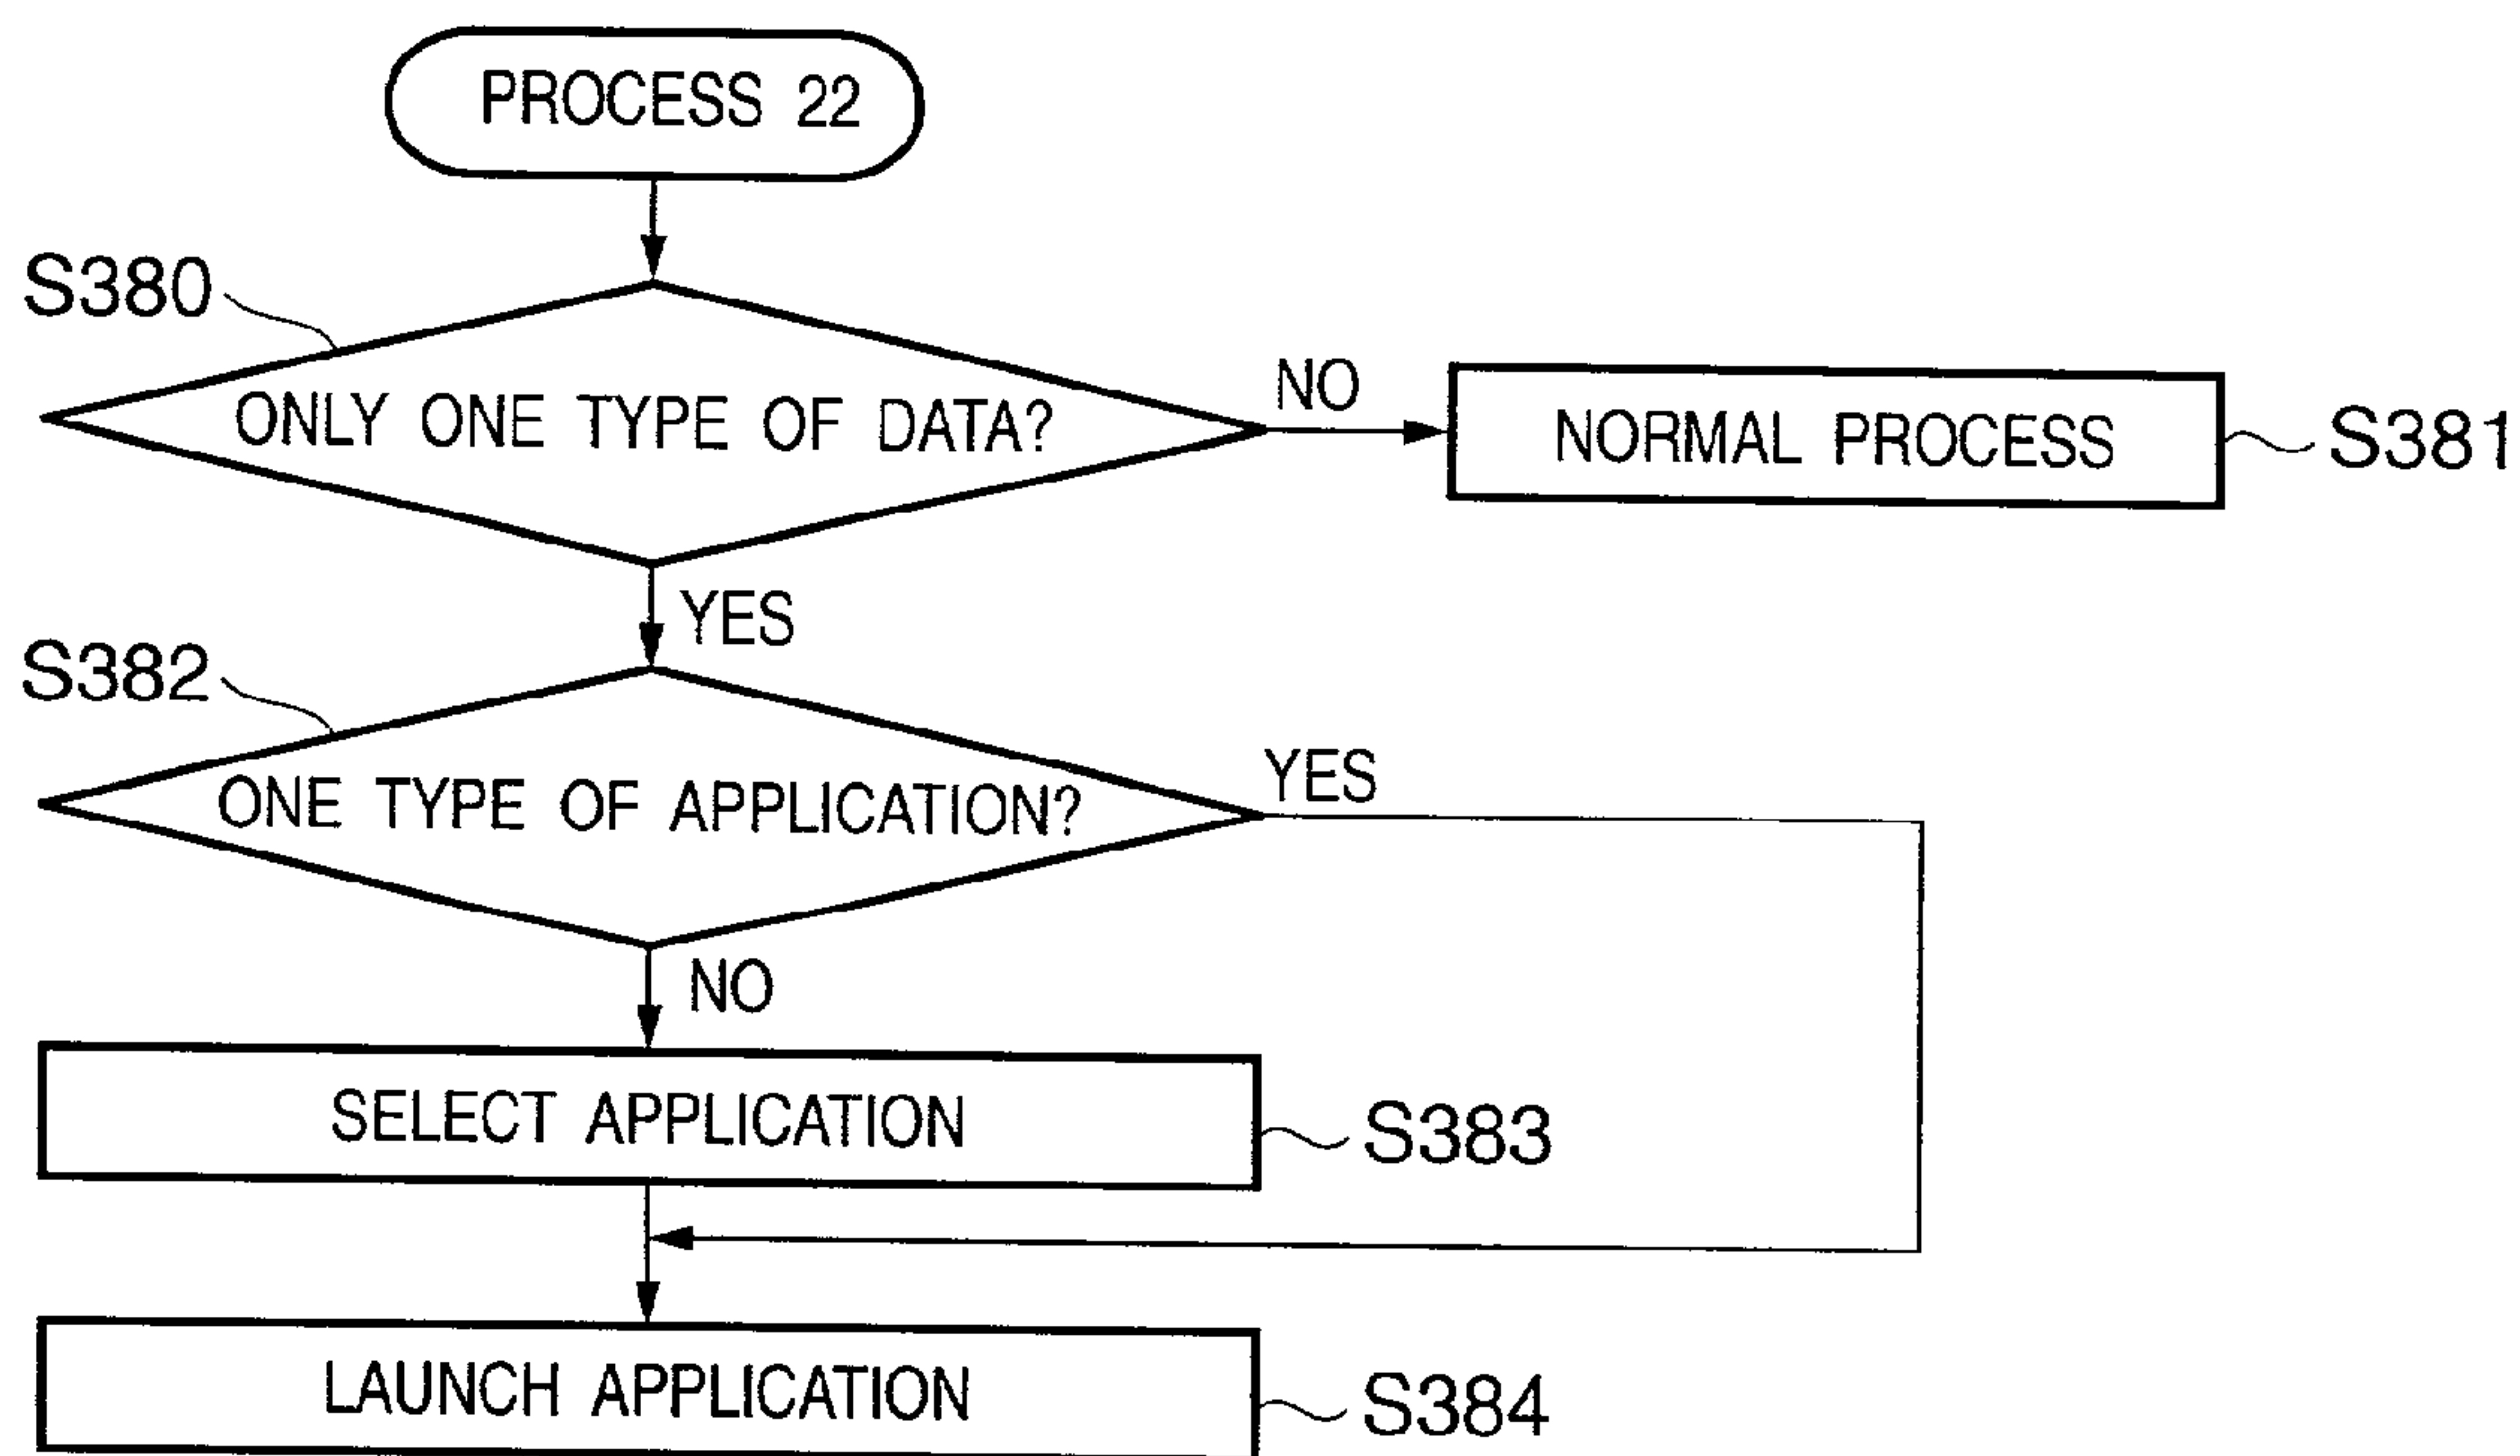 PROCESS 22
S380
ONLY ONE TYPE OF DATA?
NO
NORMAL PROCESS
S381
YES
S382
ONE TYPE OF APPLICATION?
YES
NO
SELECT APPLICATION
S383
LAUNCH APPLICATION
S384